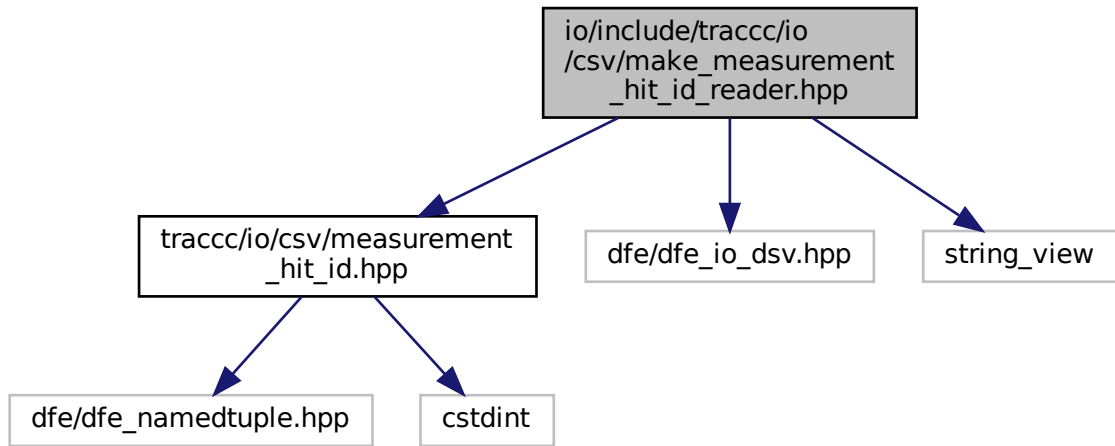 io/include/traccc/io
/csv/make_measurement
_hit_id_reader.hpp
traccc/io/csv/measurement
_hit_id.hpp
dfe/dfe_io_dsv.hpp
string_view
dfe/dfe_namedtuple.hpp
cstdint